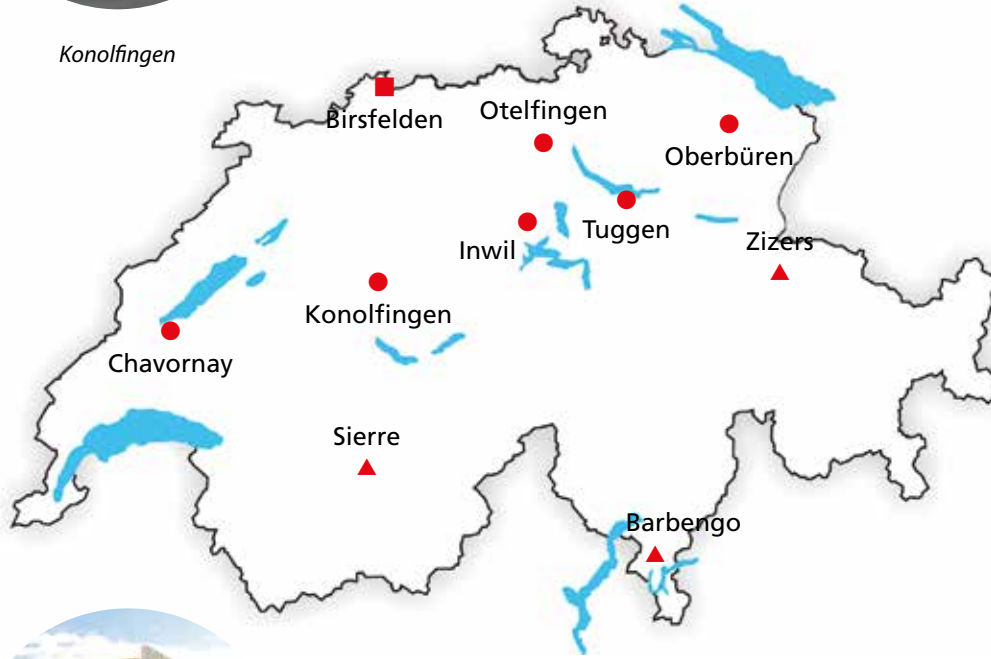 Konolfingen
Birsfelden
Otelfingen
Oberbüren
Tuggen
Zizers
Inwil
Konolfingen
Chavornay
Sierre
Barbengo